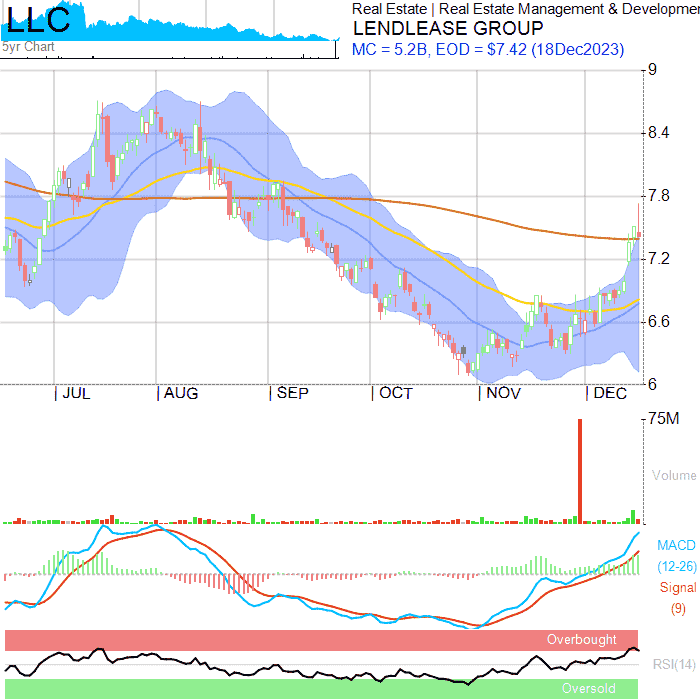 LLC
5yr Chart
Real Estate | Real Estate Management & Developmen
LENDLEASE GROUP
MC = 5.2B, EOD = $7.42 (18Dec2023)
9
8.4
7.8
7.2
6.6
6
JUL AUG SEP OCT NOV DEC
75M
Volume
MACD
(12-26)
Signal
(9)
Overbought
RSI(14)
Oversold